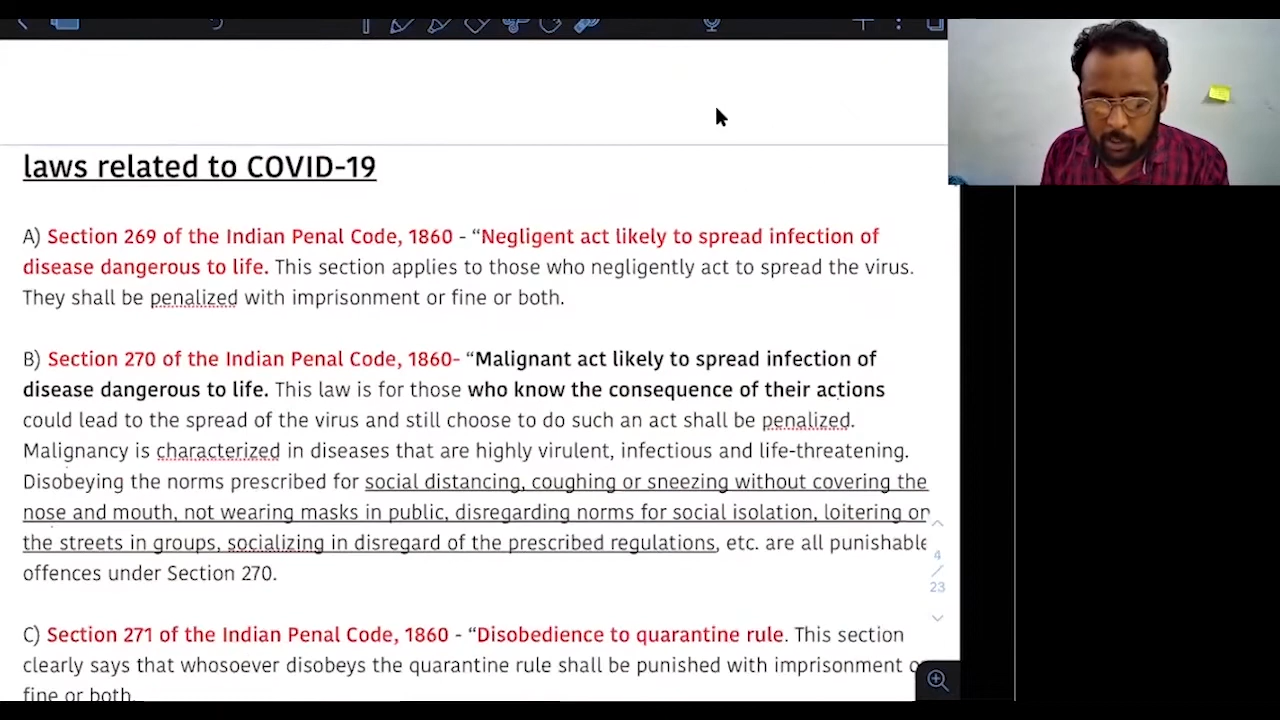 laws related to COVID-19
A) Section 269 of the Indian Penal Code, 1860 - “Negligent act likely to spread infection of
disease dangerous to life. This section applies to those who negligently act to spread the virus.
They shall be penalized with imprisonment or fine or both.
B) Section 270 of the Indian Penal Code, 1860- “Malignant act likely to spread infection of
disease dangerous to life. This law is for those who know the consequence of their actions
could lead to the spread of the virus and still choose to do such an act shall be penalized.
Malignancy is characterized in diseases that are highly virulent, infectious and life-threatening.
Disobeying the norms prescribed for social distancing, coughing or sneezing without covering the
nose and mouth, not wearing masks in public, disregarding norms for social isolation, loitering on
the streets in groups, socializing in disregard of the prescribed regulations, etc. are all punishable
offences under Section 270.
C) Section 271 of the Indian Penal Code, 1860 - “Disobedience to quarantine rule. This section
clearly says that whosoever disobeys the quarantine rule shall be punished with imprisonment
fine or both.
4
/
23